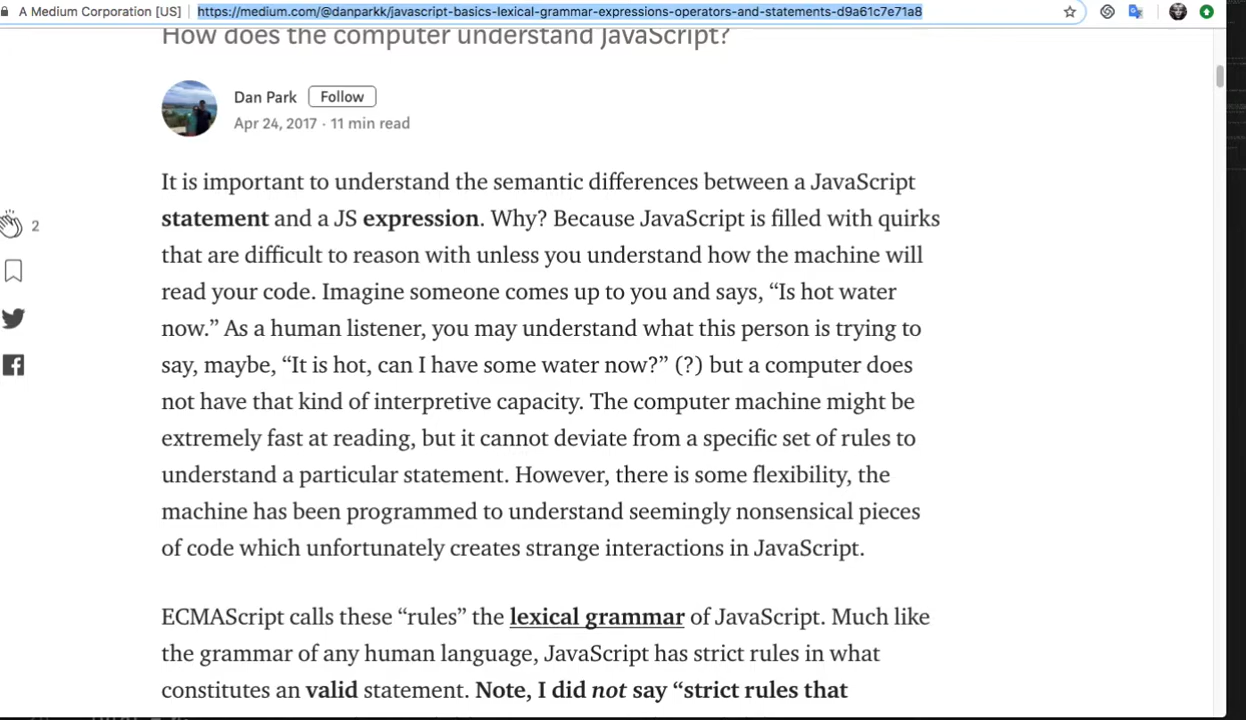 A Medium Corporation [US] | https://medium.com/@danparkk/javascript-basics-lexical-grammar-expressions-operators-and-statements-d9a61c7e71a8
How does the computer understand JavaScript?
Dan Park Follow
Apr 24, 2017 · 11 min read
It is important to understand the semantic differences between a JavaScript
statement and a JS expression. Why? Because JavaScript is filled with quirks
that are difficult to reason with unless you understand how the machine will
read your code. Imagine someone comes up to you and says, “Is hot water
now.” As a human listener, you may understand what this person is trying to
say, maybe, “It is hot, can I have some water now?” (?) but a computer does
not have that kind of interpretive capacity. The computer machine might be
extremely fast at reading, but it cannot deviate from a specific set of rules to
understand a particular statement. However, there is some flexibility, the
machine has been programmed to understand seemingly nonsensical pieces
of code which unfortunately creates strange interactions in JavaScript.
2
ECMAScript calls these “rules” the lexical grammar of JavaScript. Much like
the grammar of any human language, JavaScript has strict rules in what
constitutes an valid statement. Note, I did not say “strict rules that